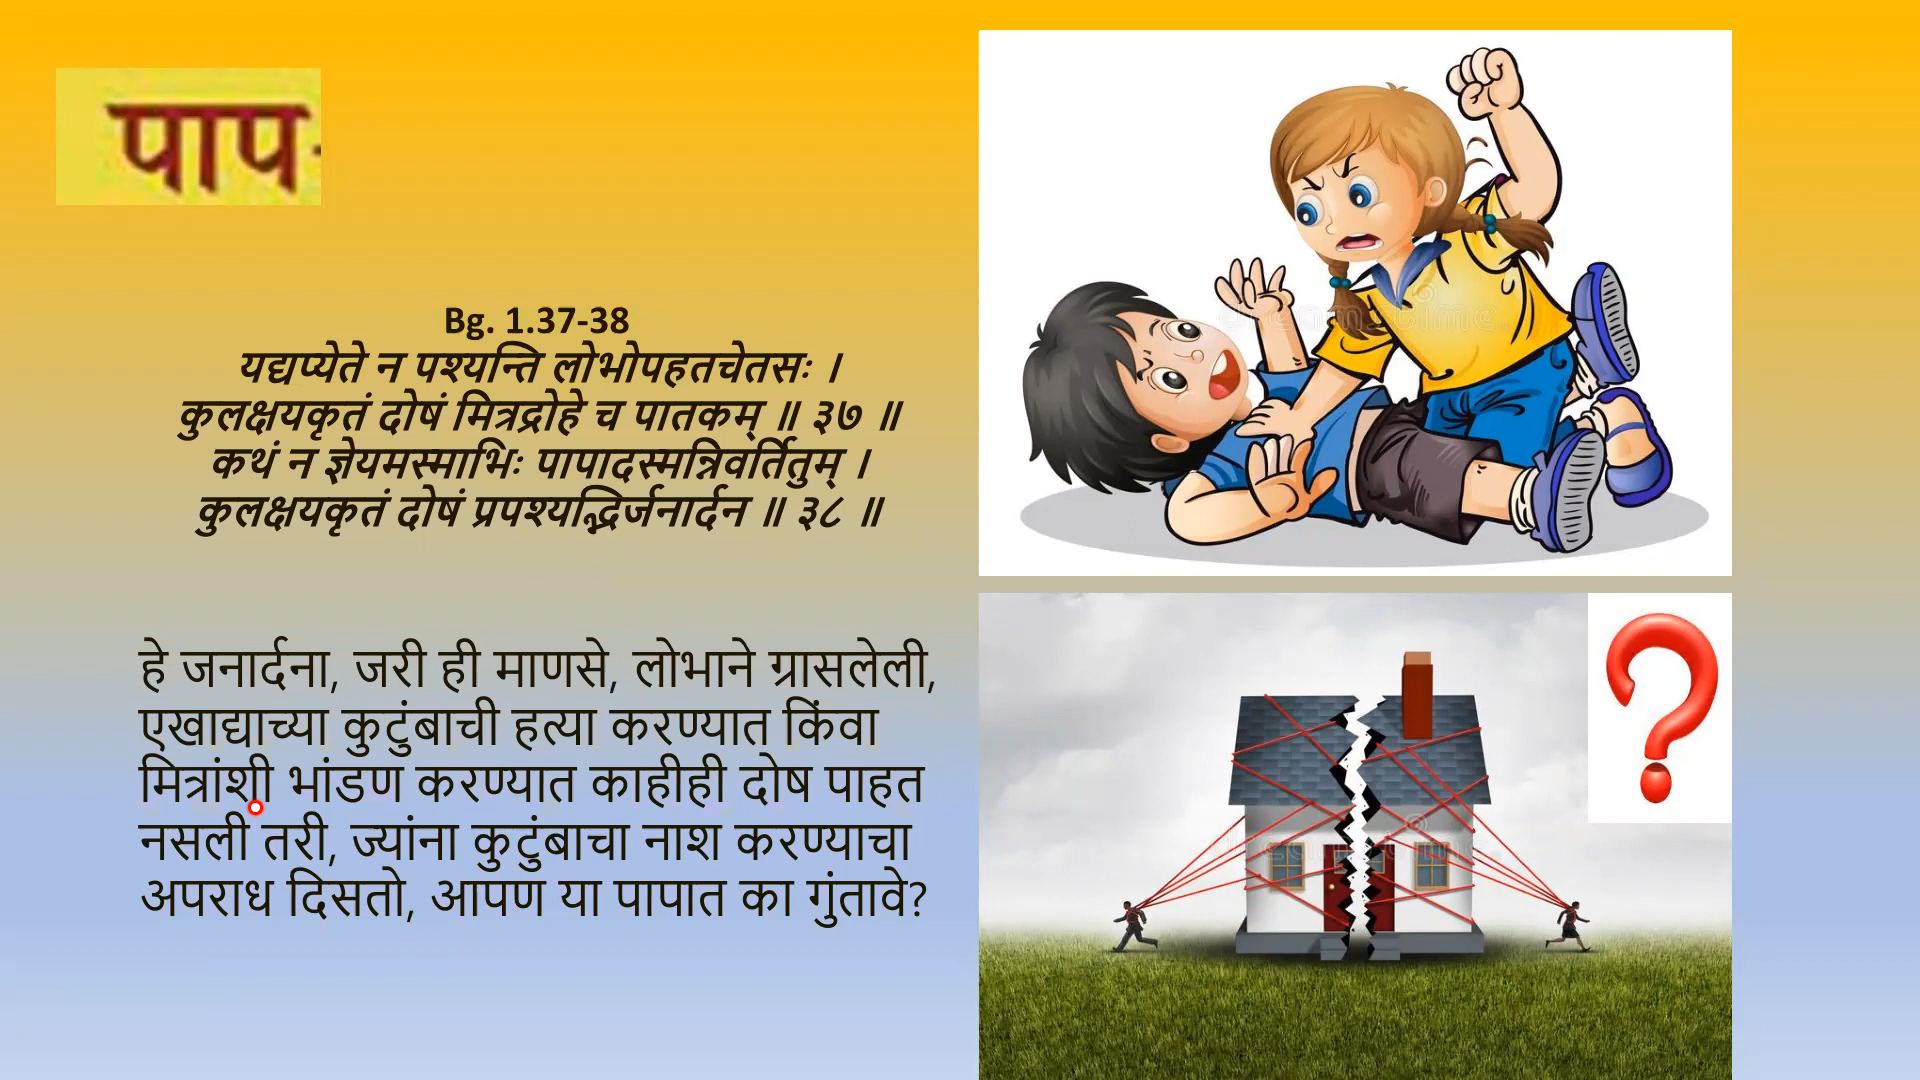 पाप
Bg. 1.37-38
यद्यप्येते न पश्यन्ति लोभोपहतचेतसः ।
कुलक्षयकृतं दोषं मित्रद्रोहे च पातकम् ॥ ३७ ॥
कथं न ज्ञेयमस्माभिः पापादस्मन्निवर्तितुम् ।
कुलक्षयकृतं दोषं प्रपश्यद्भिर्जनार्दन ॥ ३८ ॥
हे जनार्दना, जरी ही माणसे, लोभाने ग्रासलेली,
एखाद्याच्या कुटुंबाची हत्या करण्यात किंवा
मित्रांशी भांडण करण्यात काहीही दोष पाहत
नसली तरी, ज्यांना कुटुंबाचा नाश करण्याचा
अपराध दिसतो, आपण या पापात का गुंतावे?